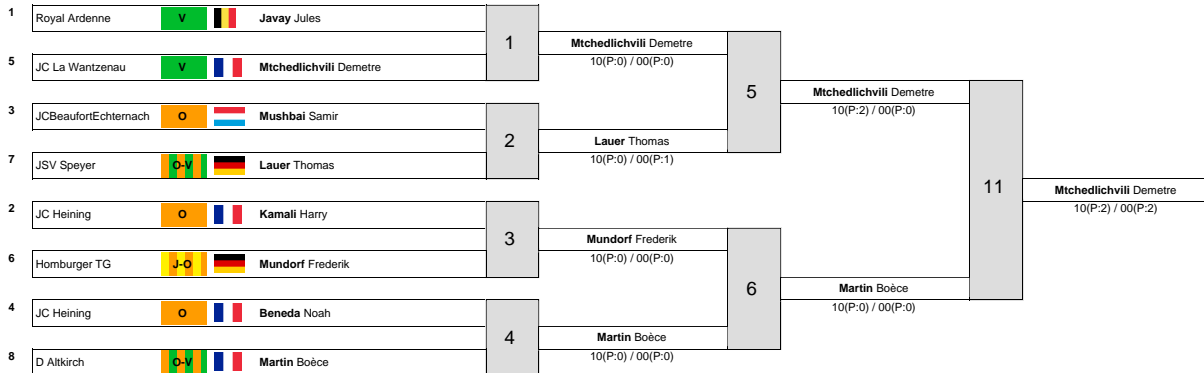 1 Royal Ardenne V Javay Jules
1
Mtchedlichvili Demetre
10(P:0) / 00(P:0)
5 JC La Wantzenau V Mtchedlichvili Demetre
5
Mtchedlichvili Demetre
10(P:2) / 00(P:0)
3 JCBeaufortEchternach O Mushbai Samir
2
Lauer Thomas
10(P:0) / 00(P:1)
7 JSV Speyer O-V Lauer Thomas
11
Mtchedlichvili Demetre
10(P:2) / 00(P:2)
2 JC Heining O Kamali Harry
3
Mundorf Frederik
10(P:0) / 00(P:0)
6 Homburger TG J-O Mundorf Frederik
6
Martin Boèce
10(P:0) / 00(P:0)
4 JC Heining O Beneda Noah
4
Martin Boèce
10(P:0) / 00(P:0)
8 D Altkirch O-V Martin Boèce